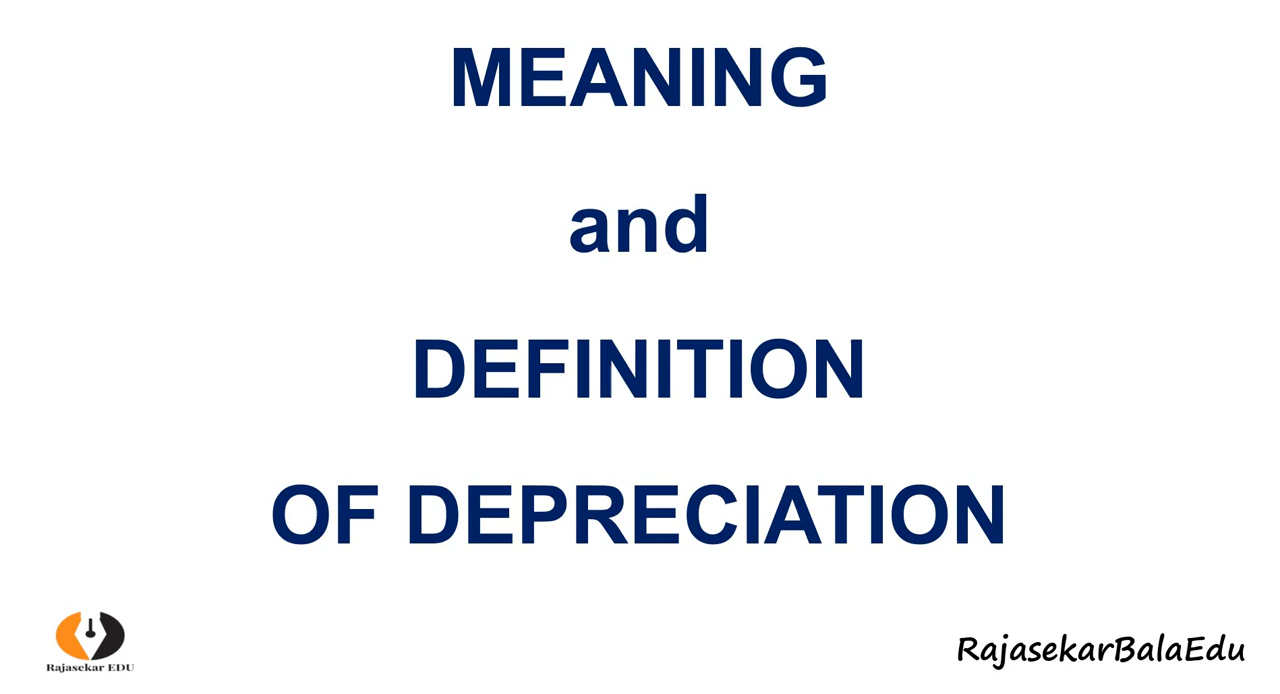 MEANING
and
DEFINITION
OF DEPRECIATION
Rajasekar EDU
RajasekarBalaEdu